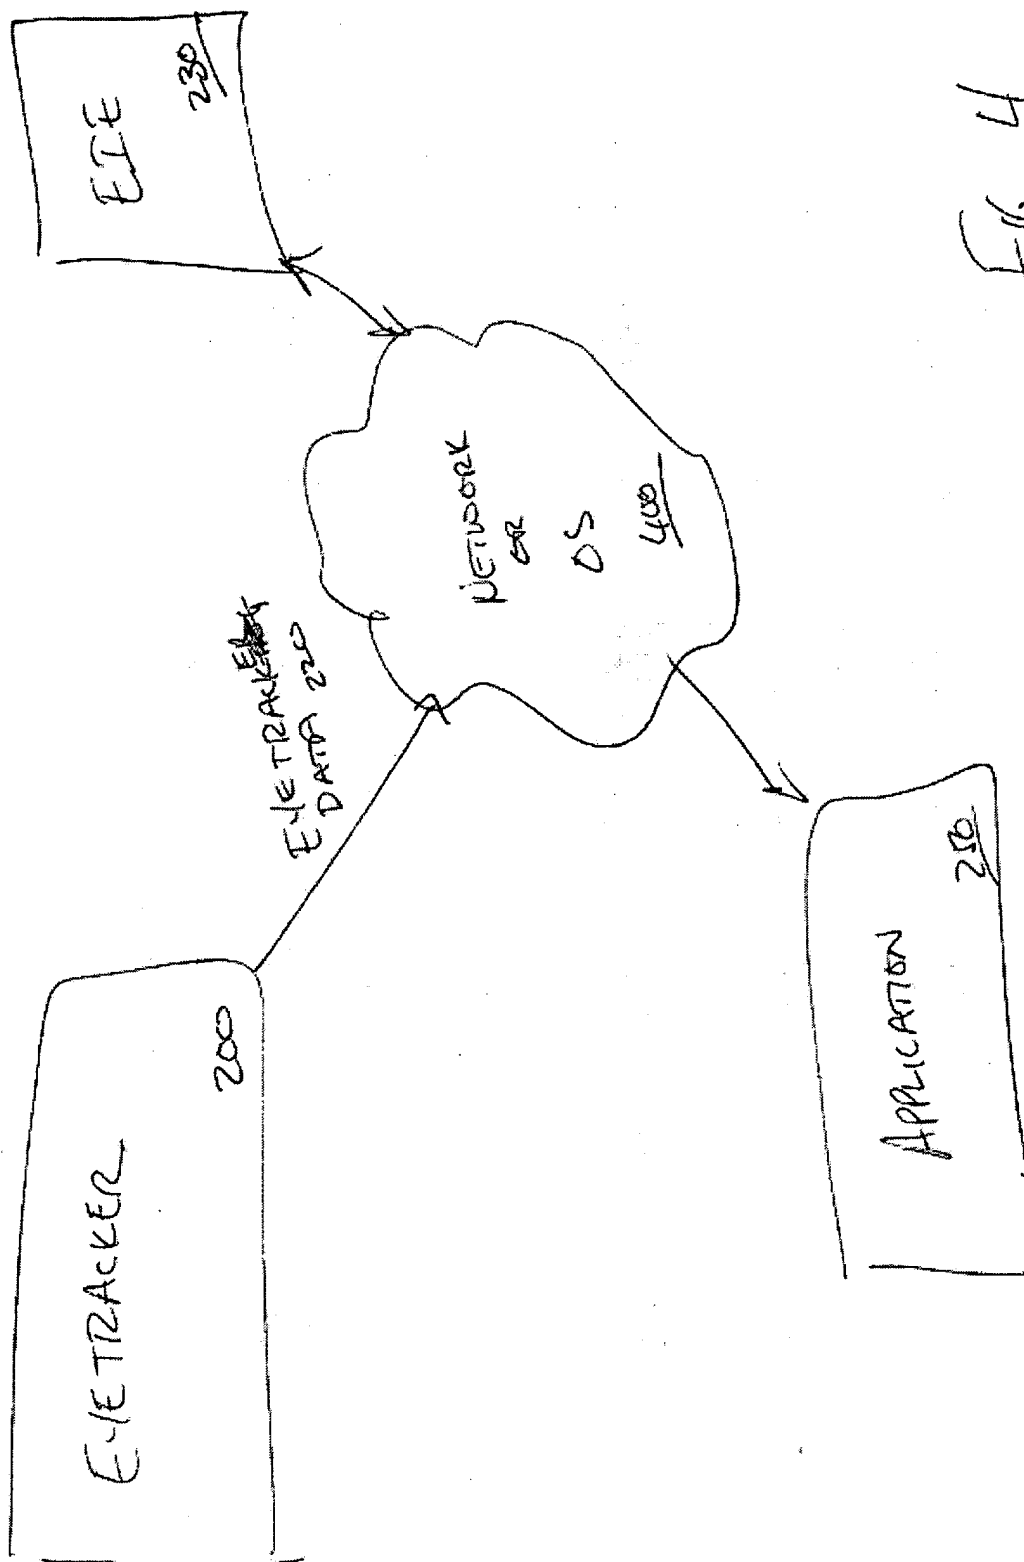 EYETRACKER
200
EYETRACKER
DATA 220
EIE
230
NETWORK
OR
OS
400
APPLICATION
250
FIG. 4